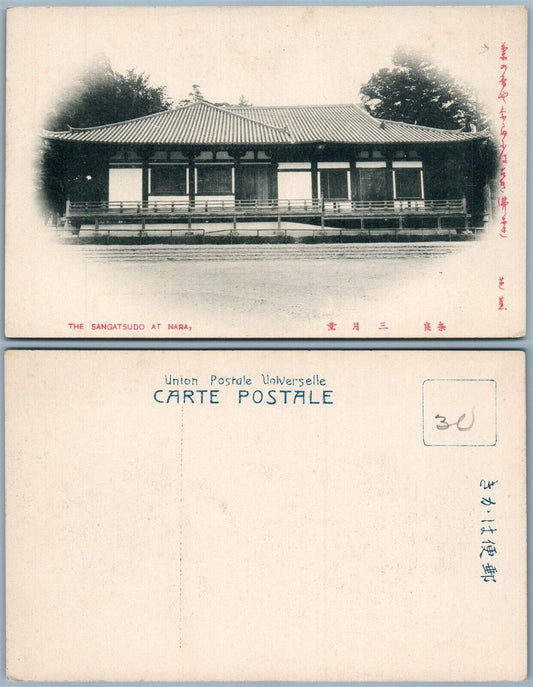 THE SANGATSUDO AT NARA,
奈良 三月堂
Union Postale Universelle
CARTE POSTALE
30
きか・は便郵